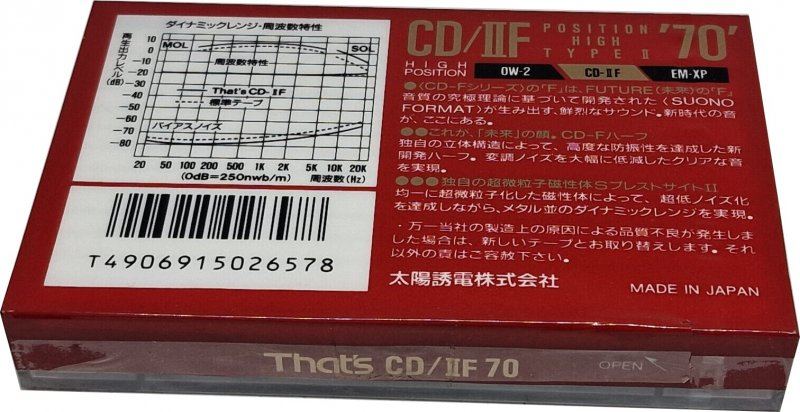 ダイナミックレンジ・周波数特性
再生出力レベル(dB)
10
0
-10
-20
-30
-40
-50
-60
-70
-80
MOL
SOL
周波数特性
That's CD-ⅡF
標準テープ
バイアスノイズ
20 50 100 200 500 1K 2K 5K 10K 20K
(0dB=250nwb/m) 周波数(Hz)
T4906915026578
CD/ⅡF POSITION HIGH TYPE Ⅱ '70'
HIGH POSITION
OW-2 CD-ⅡF EM-XP
●〈CD-Fシリーズ〉の「F」は、FUTURE(未来)の「F」
音質の究極理論に基づいて開発された〈SUONO
FORMAT〉が生み出す、鮮烈なサウンド。新時代の音
が、ここにある。
●●これが、「未来」の顔。CD-Fハーフ
独自の立体構造によって、高度な防振性を達成した新
開発ハーフ。変調ノイズを大幅に低減したクリアな音
を実現。
●●●独自の超微粒子磁性体SブレストサイトⅡ
均一に超微粒子化した磁性体によって、超低ノイズ化
を達成しながら、メタル並のダイナミックレンジを実現。
・万一当社の製造上の原因による品質不良が発生しま
した場合は、新しいテープとお取り替えします。それ
以外の責はご容赦下さい。
太陽誘電株式会社
MADE IN JAPAN
That's CD/ⅡF 70
OPEN